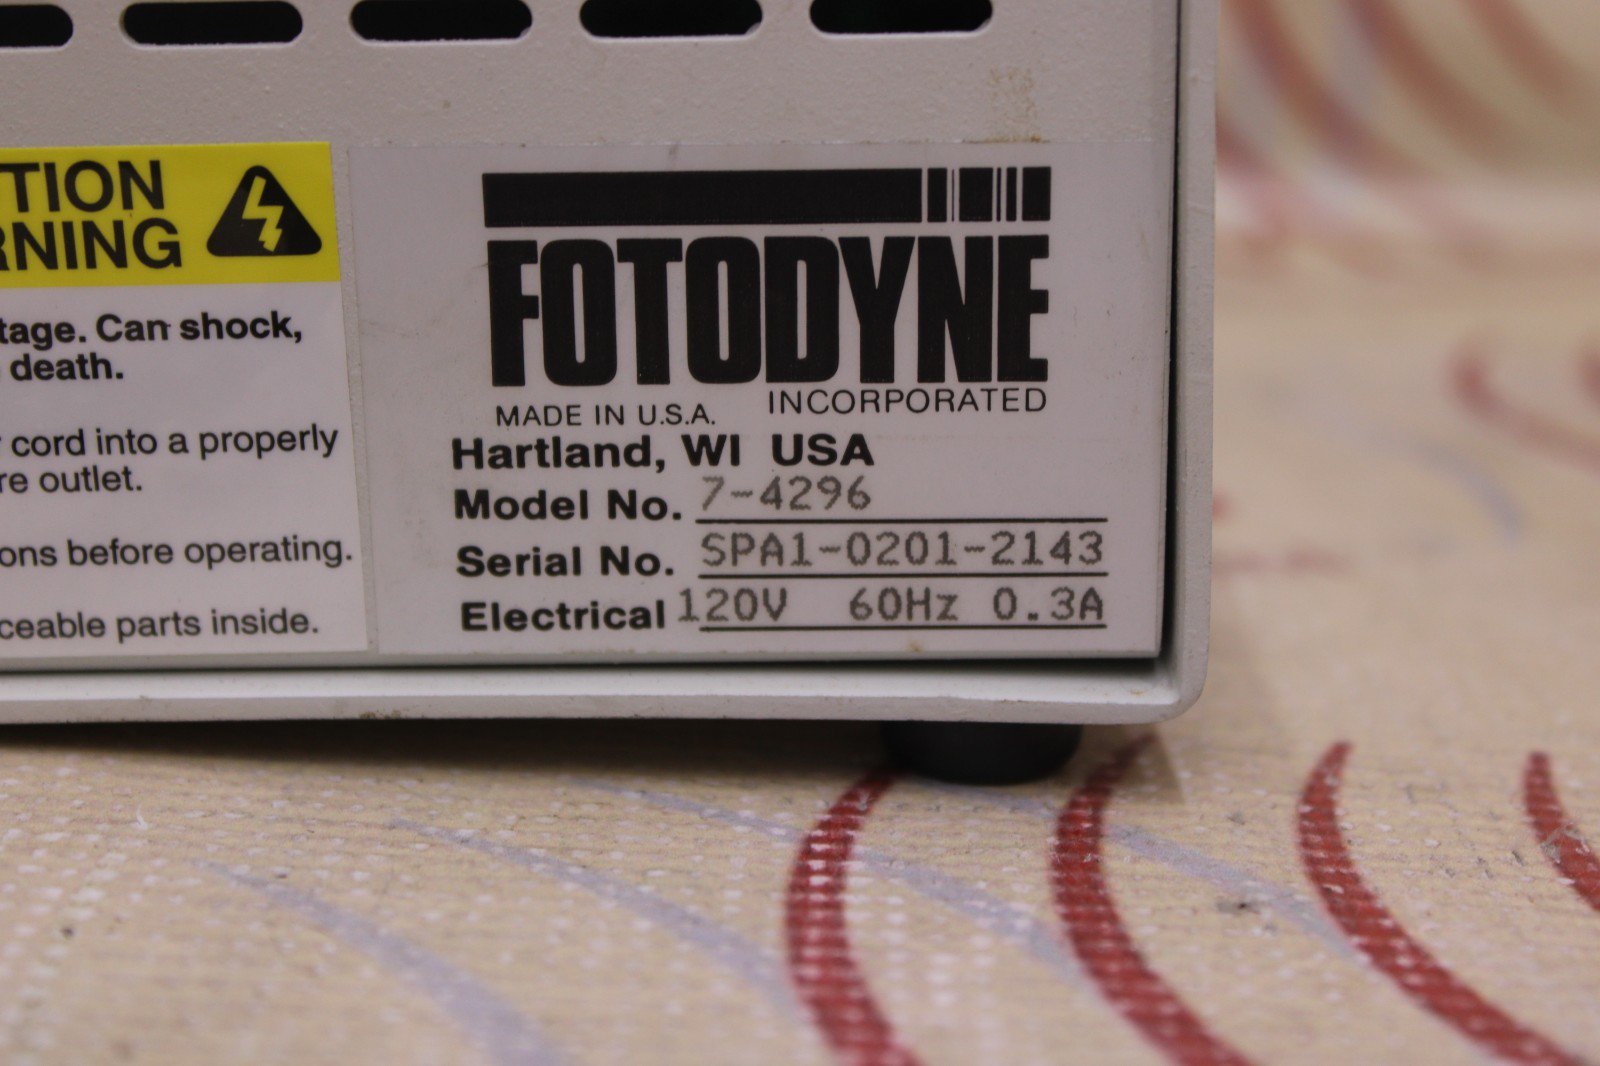 TION
RNING
tage. Can shock,
death.
cord into a properly
re outlet.
ons before operating.
ceable parts inside.
FOTODYNE
INCORPORATED
MADE IN U.S.A.
Hartland, WI USA
Model No. 7-4296
Serial No. SPA1-0201-2143
Electrical 120V 60Hz 0.3A